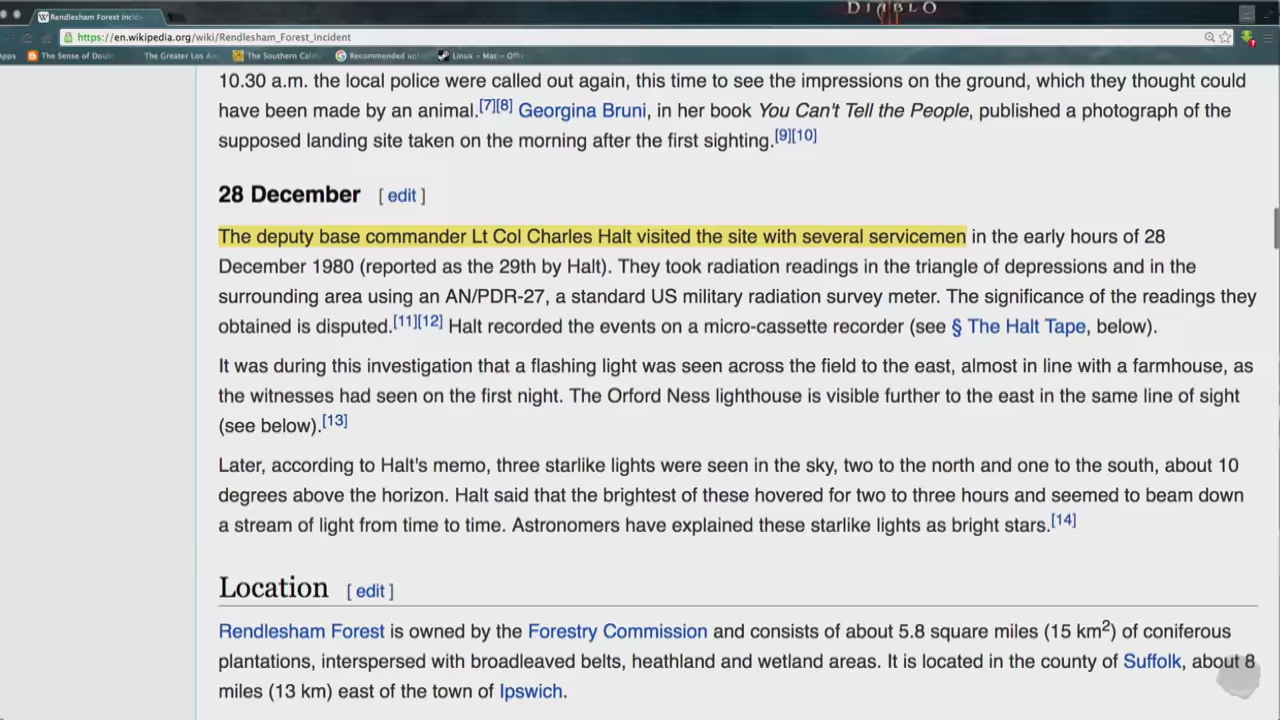 DIABLO
Rendlesham Forest Incide
https://en.wikipedia.org/wiki/Rendlesham_Forest_Incident
Apps The Sense of Doubt The Greater Los A The Southern Cali Recommended up Linux - Mac - Off
10.30 a.m. the local police were called out again, this time to see the impressions on the ground, which they thought could
have been made by an animal.[7][8] Georgina Bruni, in her book You Can't Tell the People, published a photograph of the
supposed landing site taken on the morning after the first sighting.[9][10]
28 December [ edit ]
The deputy base commander Lt Col Charles Halt visited the site with several servicemen in the early hours of 28
December 1980 (reported as the 29th by Halt). They took radiation readings in the triangle of depressions and in the
surrounding area using an AN/PDR-27, a standard US military radiation survey meter. The significance of the readings they
obtained is disputed.[11][12] Halt recorded the events on a micro-cassette recorder (see § The Halt Tape, below).
It was during this investigation that a flashing light was seen across the field to the east, almost in line with a farmhouse, as
the witnesses had seen on the first night. The Orford Ness lighthouse is visible further to the east in the same line of sight
(see below).[13]
Later, according to Halt's memo, three starlike lights were seen in the sky, two to the north and one to the south, about 10
degrees above the horizon. Halt said that the brightest of these hovered for two to three hours and seemed to beam down
a stream of light from time to time. Astronomers have explained these starlike lights as bright stars.[14]
Location [ edit ]
Rendlesham Forest is owned by the Forestry Commission and consists of about 5.8 square miles (15 km2) of coniferous
plantations, interspersed with broadleaved belts, heathland and wetland areas. It is located in the county of Suffolk, about 8
miles (13 km) east of the town of Ipswich.